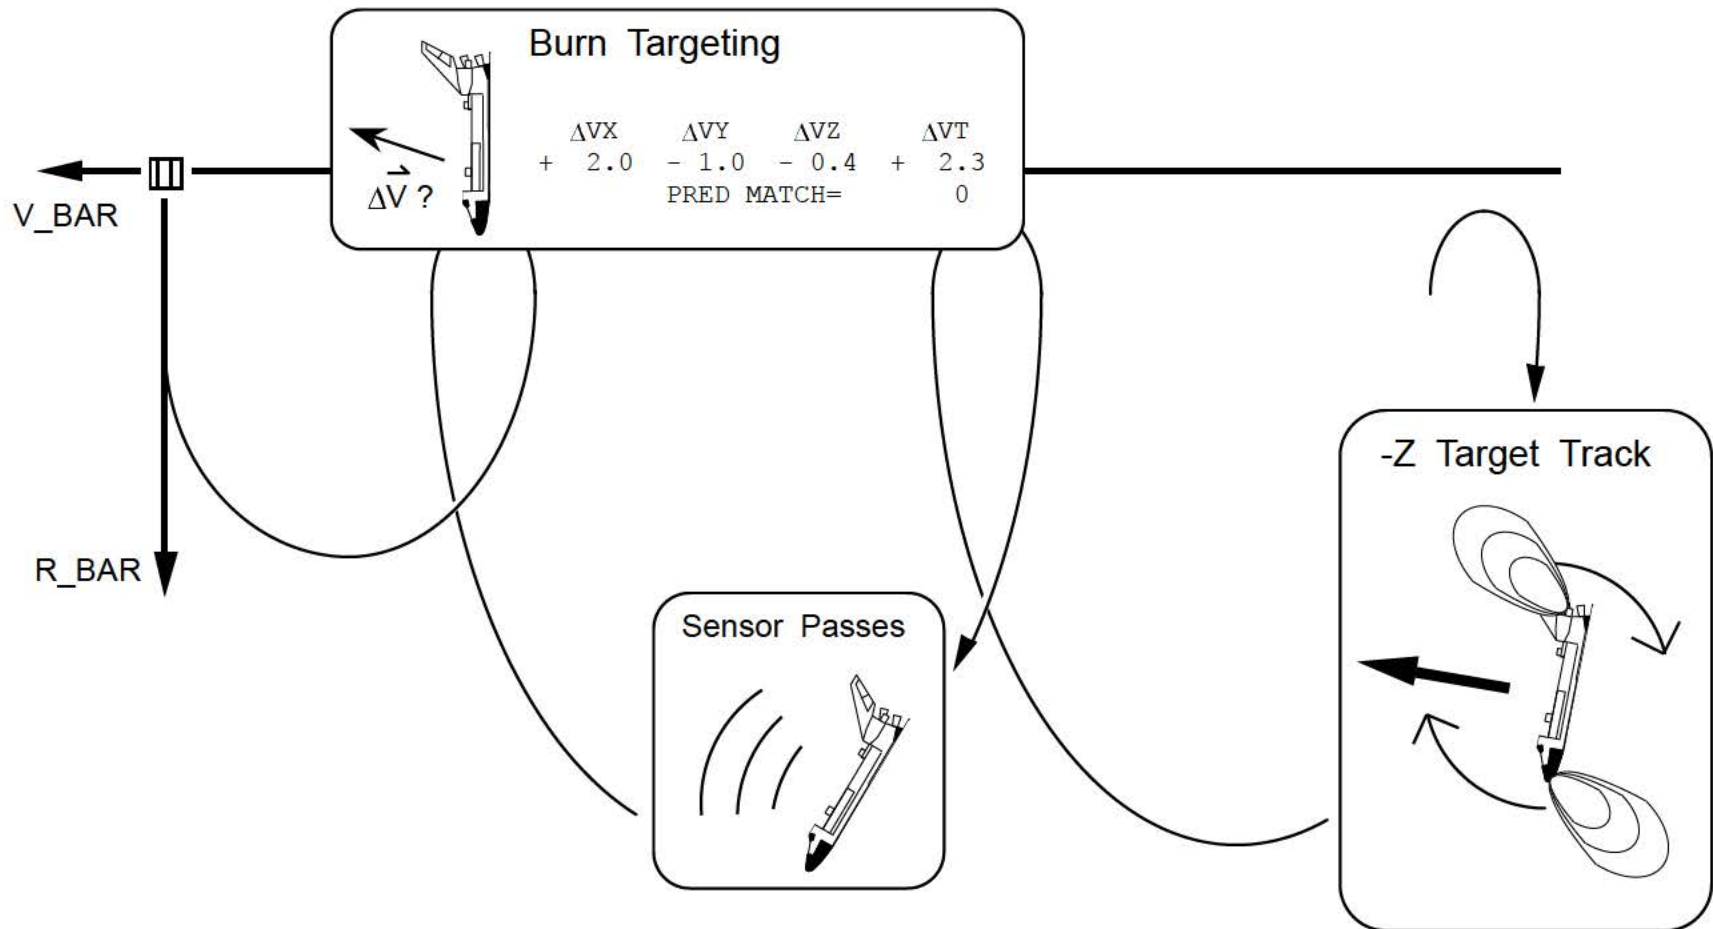 Burn Targeting
ΔVX ΔVY ΔVZ ΔVT
+ 2.0 - 1.0 - 0.4 + 2.3
PRED MATCH= 0
ΔV⃗ ?
V_BAR
R_BAR
-Z Target Track
Sensor Passes